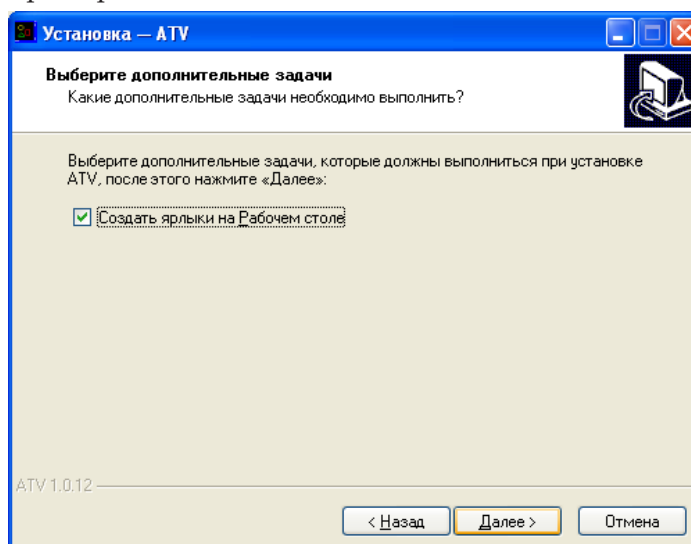 Установка — ATV
Выберите дополнительные задачи
Какие дополнительные задачи необходимо выполнить?
Выберите дополнительные задачи, которые должны выполниться при установке
ATV, после этого нажмите «Далее»:
Создать ярлыки на Рабочем столе
ATV 1.0.12
< Назад
Далее >
Отмена